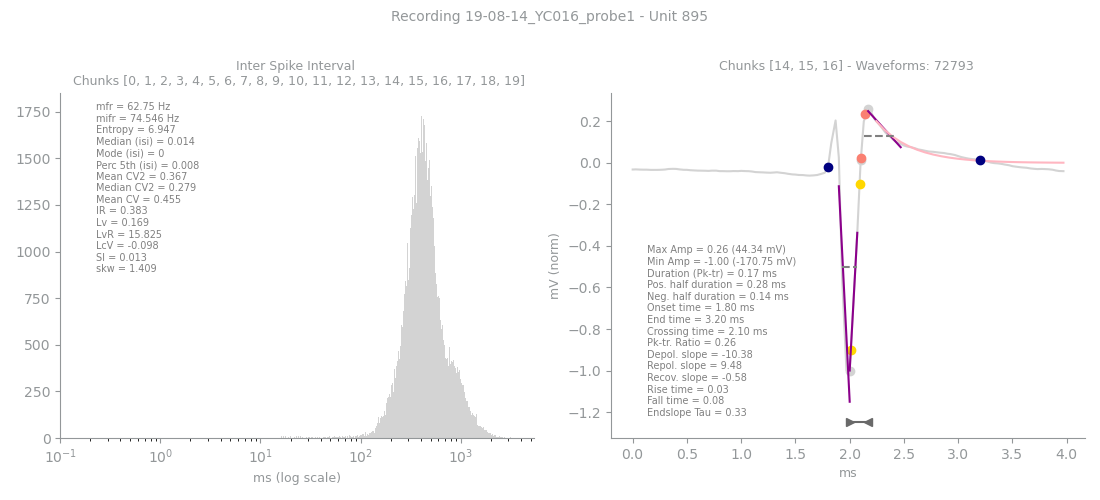 Recording 19-08-14_YC016_probe1 - Unit 895
Inter Spike Interval
Chunks [0, 1, 2, 3, 4, 5, 6, 7, 8, 9, 10, 11, 12, 13, 14, 15, 16, 17, 18, 19]
mfr = 62.75 Hz
mifr = 74.546 Hz
Entropy = 6.947
Median (isi) = 0.014
Mode (isi) = 0
Perc 5th (isi) = 0.008
Mean CV2 = 0.367
Median CV2 = 0.279
Mean CV = 0.455
IR = 0.383
Lv = 0.169
LvR = 15.825
LcV = -0.098
SI = 0.013
skw = 1.409
1750
1500
1250
1000
750
500
250
0
10⁻¹ 10⁰ 10¹ 10² 10³
ms (log scale)
Chunks [14, 15, 16] - Waveforms: 72793
mV (norm)
0.2
0.0
−0.2
−0.4
−0.6
−0.8
−1.0
−1.2
Max Amp = 0.26 (44.34 mV)
Min Amp = -1.00 (-170.75 mV)
Duration (Pk-tr) = 0.17 ms
Pos. half duration = 0.28 ms
Neg. half duration = 0.14 ms
Onset time = 1.80 ms
End time = 3.20 ms
Crossing time = 2.10 ms
Pk-tr. Ratio = 0.26
Depol. slope = -10.38
Repol. slope = 9.48
Recov. slope = -0.58
Rise time = 0.03
Fall time = 0.08
Endslope Tau = 0.33
0.0 0.5 1.0 1.5 2.0 2.5 3.0 3.5 4.0
ms